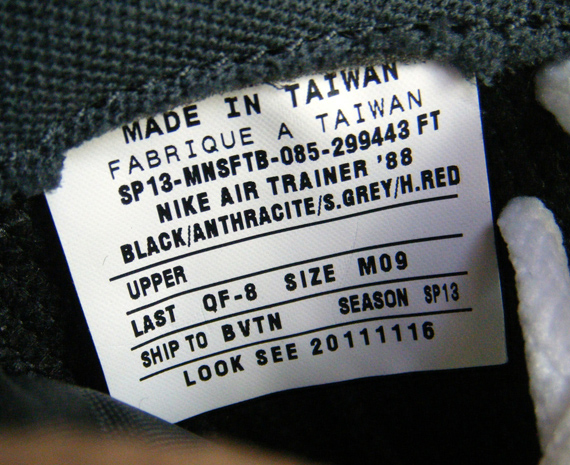 MADE IN TAIWAN
FABRIQUE A TAIWAN
SP13-MNSFTB-085-299443 FT
NIKE AIR TRAINER '88
BLACK/ANTHRACITE/S.GREY/H.RED
UPPER
LAST QF-8 SIZE M09
SHIP TO BVTN SEASON SP13
LOOK SEE 20111116